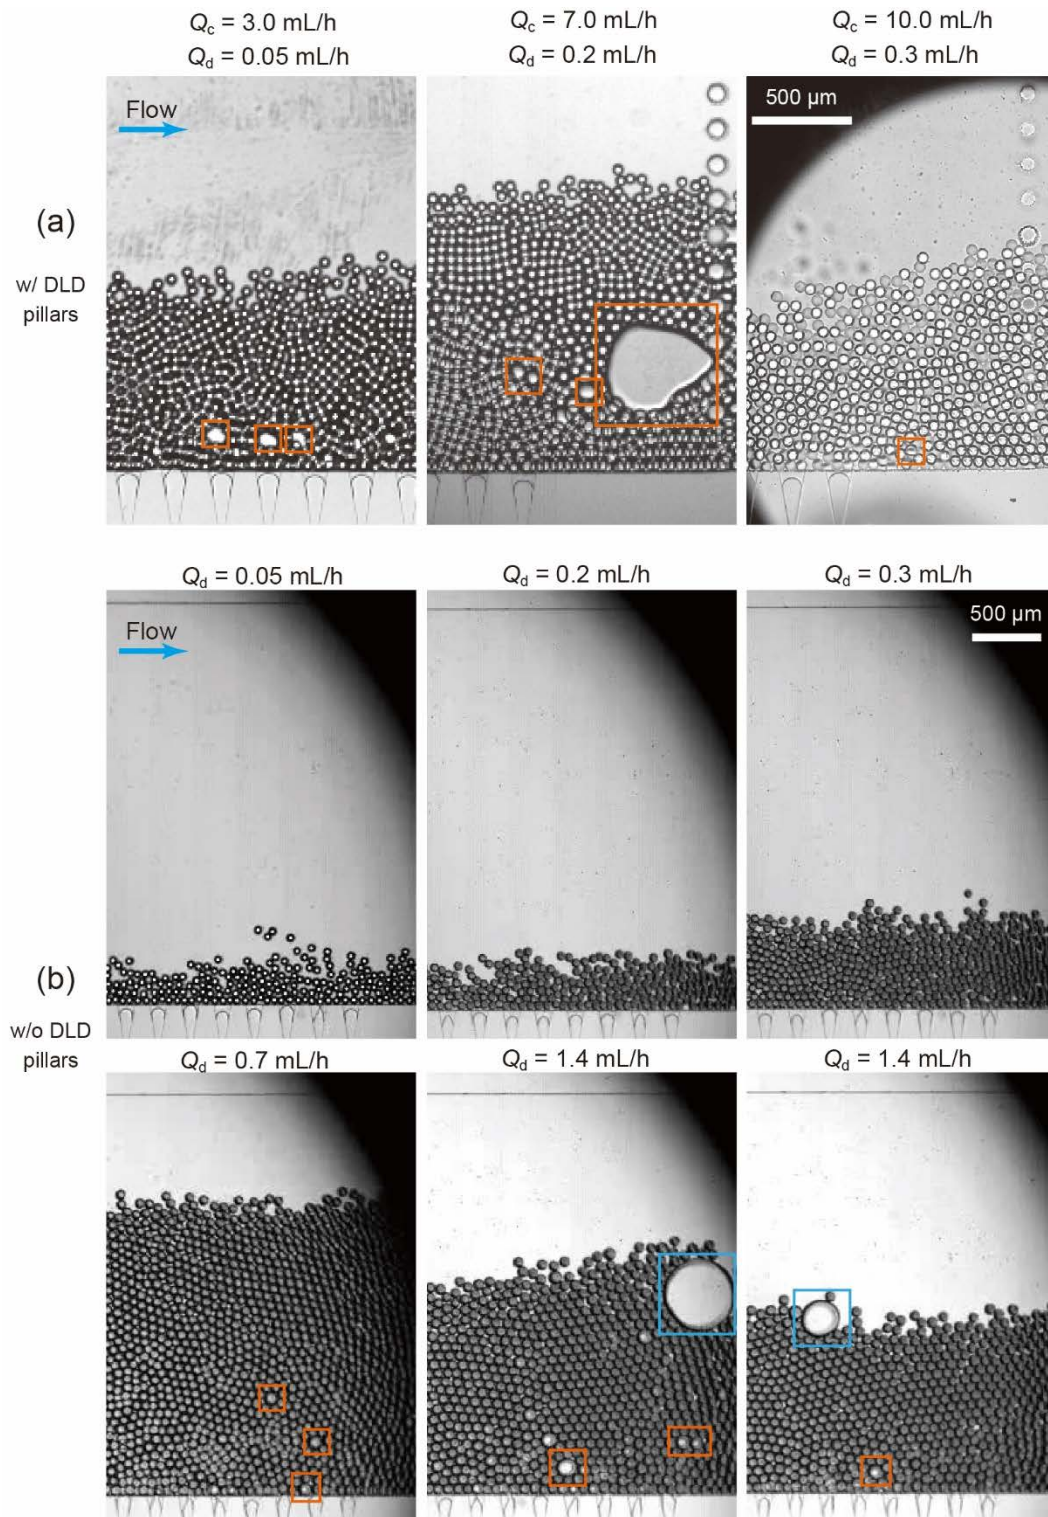 Qc = 3.0 mL/h
Qd = 0.05 mL/h
Qc = 7.0 mL/h
Qd = 0.2 mL/h
Qc = 10.0 mL/h
Qd = 0.3 mL/h
Flow
500 µm
(a)
w/ DLD
pillars
Qd = 0.05 mL/h
Qd = 0.2 mL/h
Qd = 0.3 mL/h
Flow
500 µm
(b)
w/o DLD
pillars
Qd = 0.7 mL/h
Qd = 1.4 mL/h
Qd = 1.4 mL/h